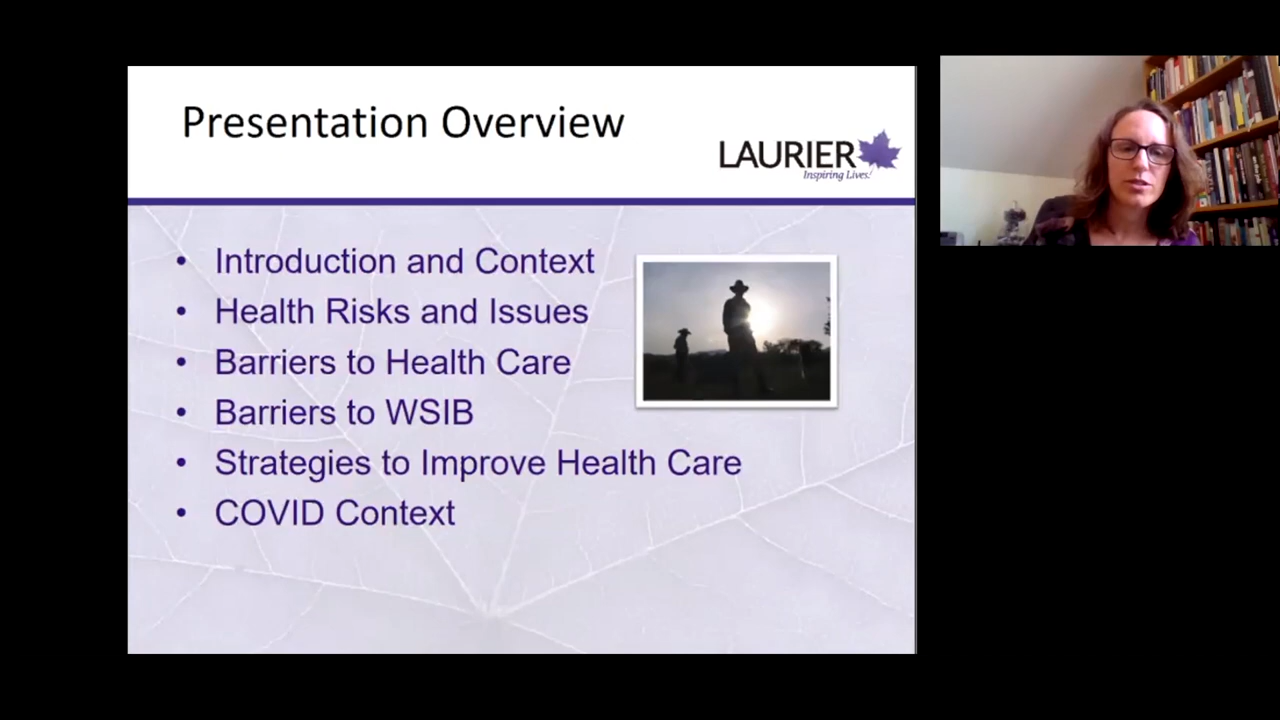 Presentation Overview
LAURIER
Inspiring Lives!
• Introduction and Context
• Health Risks and Issues
• Barriers to Health Care
• Barriers to WSIB
• Strategies to Improve Health Care
• COVID Context